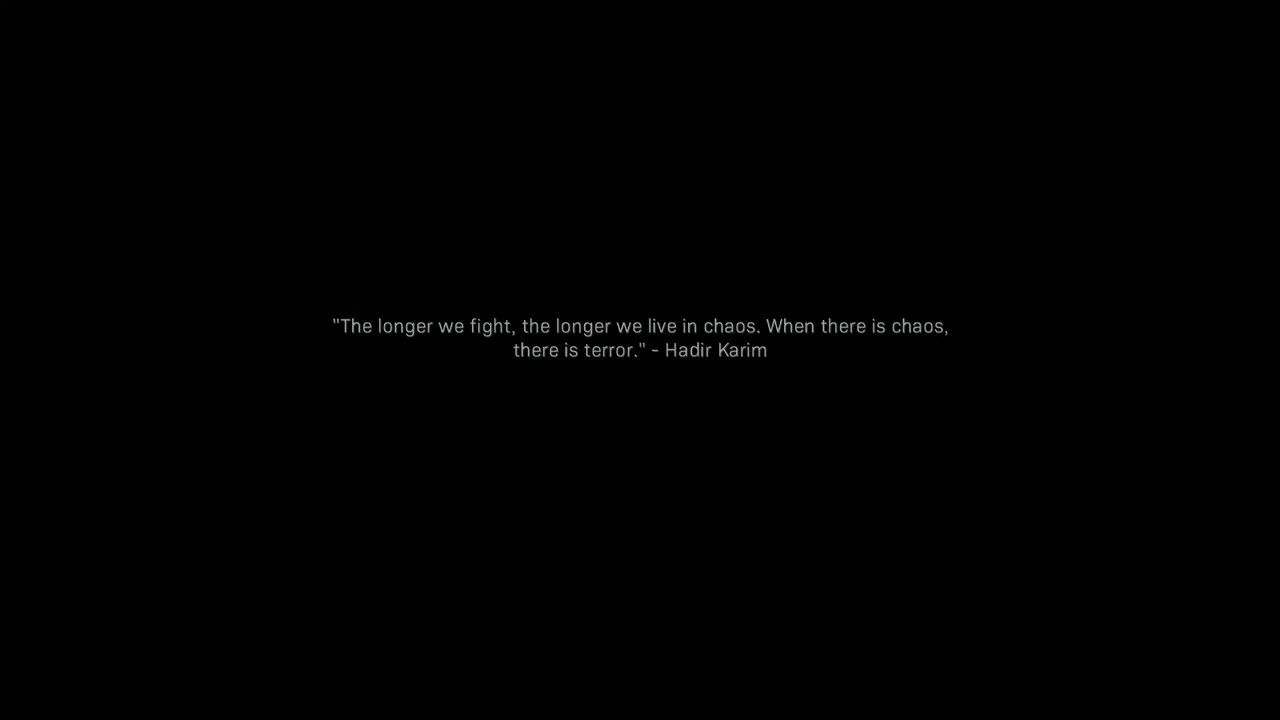 "The longer we fight, the longer we live in chaos. When there is chaos,
there is terror." - Hadir Karim